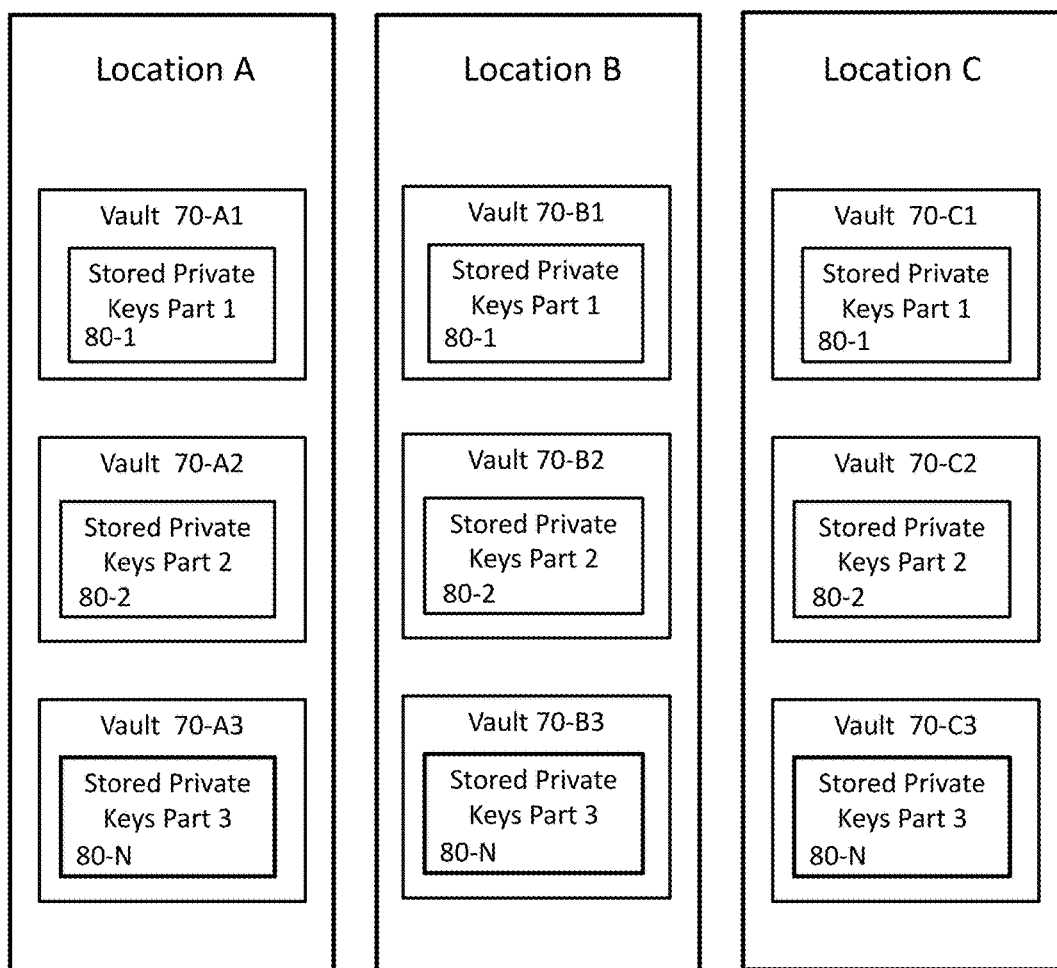 Location A
Vault 70-A1
Stored Private
Keys Part 1
80-1
Vault 70-A2
Stored Private
Keys Part 2
80-2
Vault 70-A3
Stored Private
Keys Part 3
80-N
Location B
Vault 70-B1
Stored Private
Keys Part 1
80-1
Vault 70-B2
Stored Private
Keys Part 2
80-2
Vault 70-B3
Stored Private
Keys Part 3
80-N
Location C
Vault 70-C1
Stored Private
Keys Part 1
80-1
Vault 70-C2
Stored Private
Keys Part 2
80-2
Vault 70-C3
Stored Private
Keys Part 3
80-N